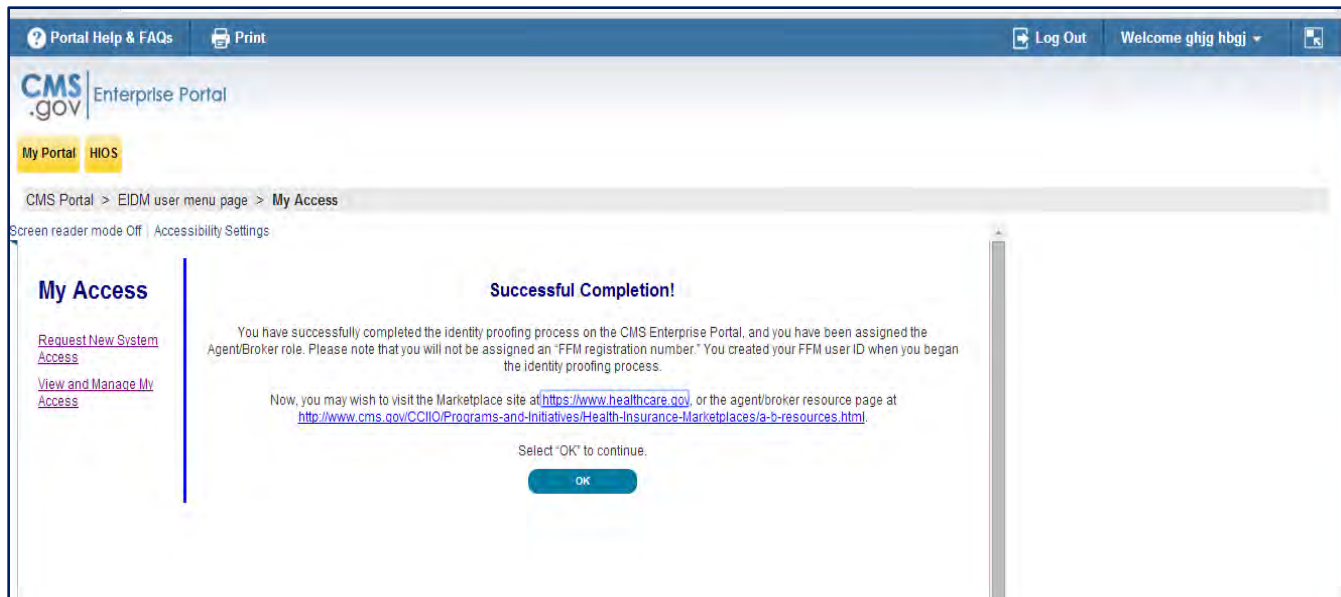 Portal Help & FAQs Print Log Out Welcome ghjg hbgj
CMS .gov Enterprise Portal
My Portal HIOS
CMS Portal > EIDM user menu page > My Access
Screen reader mode Off | Accessibility Settings
My Access
Request New System
Access
View and Manage My
Access
Successful Completion!
You have successfully completed the identity proofing process on the CMS Enterprise Portal, and you have been assigned the
Agent/Broker role. Please note that you will not be assigned an "FFM registration number." You created your FFM user ID when you began
the identity proofing process.
Now, you may wish to visit the Marketplace site at https://www.healthcare.gov, or the agent/broker resource page at
http://www.cms.gov/CCIIO/Programs-and-Initiatives/Health-Insurance-Marketplaces/a-b-resources.html.
Select "OK" to continue.
OK